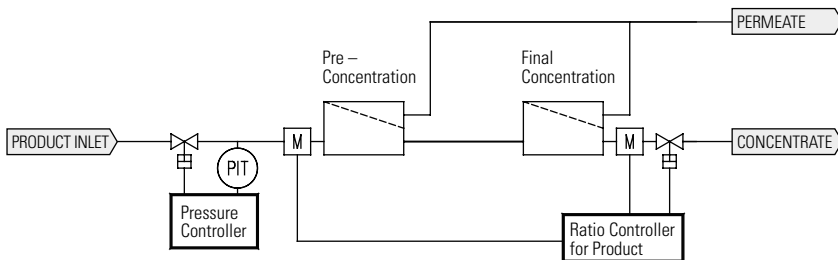 PERMEATE
Pre –
Concentration
Final
Concentration
PRODUCT INLET
M
M
CONCENTRATE
PIT
Pressure
Controller
Ratio Controller
for Product